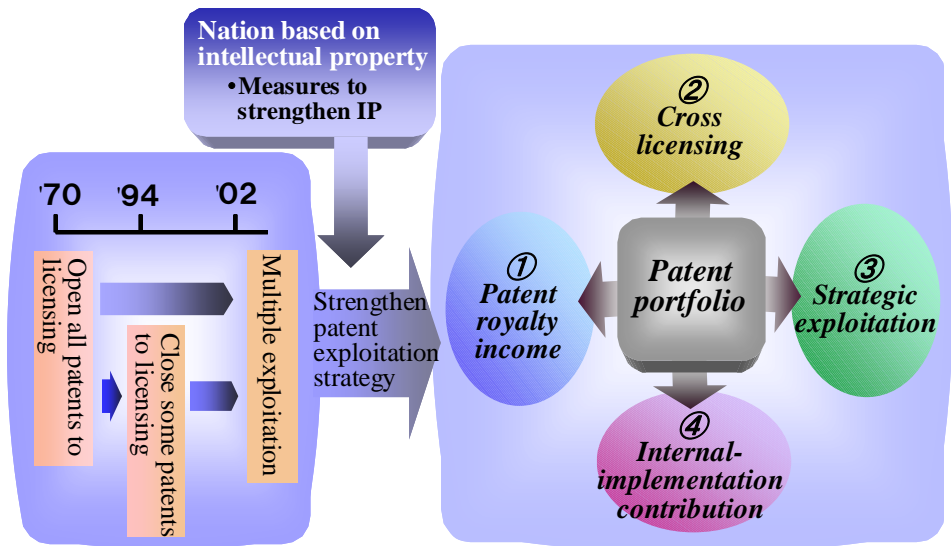 Nation based on
intellectual property
•Measures to
strengthen IP
'70
'94
'02
Open all patents to
licensing
Close some patents
to licensing
Multiple exploitation
Strengthen
patent
exploitation
strategy
①
Patent
royalty
income
②
Cross
licensing
Patent
portfolio
③
Strategic
exploitation
④
Internal-
implementation
contribution